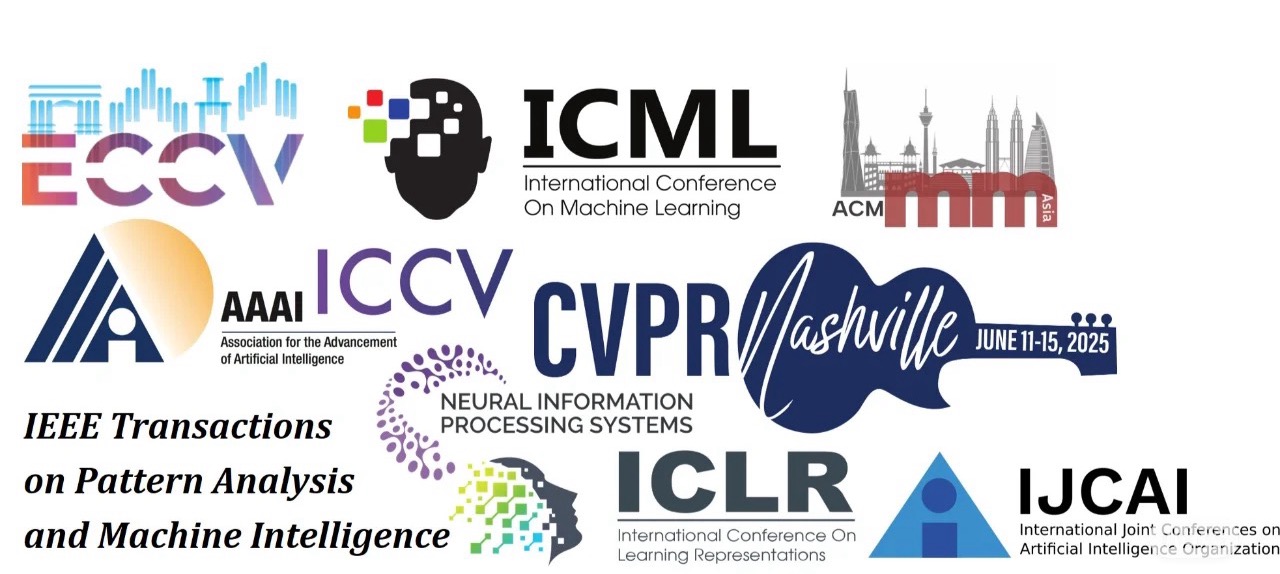 ECCV
ICML
International Conference
On Machine Learning
ACM
mm
Asia
AAAI
Association for the Advancement
of Artificial Intelligence
ICCV
CVPR
Nashville
JUNE 11-15, 2025
NEURAL INFORMATION
PROCESSING SYSTEMS
IEEE Transactions
on Pattern Analysis
and Machine Intelligence
ICLR
International Conference On
Learning Representations
IJCAI
International Joint Conferences on
Artificial Intelligence Organization